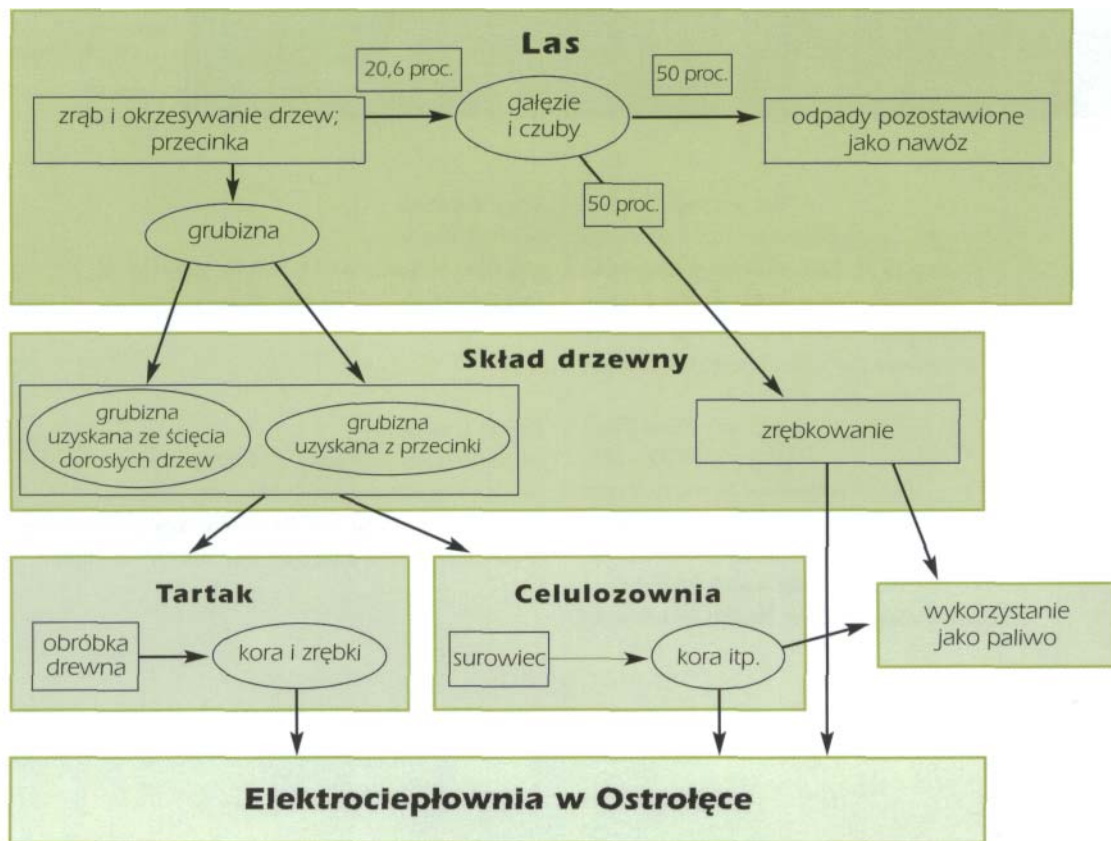 Las
20,6 proc.
50 proc.
zrąb i okrzesywanie drzew;
przecinka
gałęzie
i czuby
odpady pozostawione
jako nawóz
50 proc.
grubizna
Skład drzewny
grubizna
uzyskana ze ścięcia
dorosłych drzew
grubizna
uzyskana z przecinki
zrębkowanie
Tartak
obróbka
drewna
kora i zrębki
Celulozownia
surowiec
kora itp.
wykorzystanie
jako paliwo
Elektrociepłownia w Ostrołęce